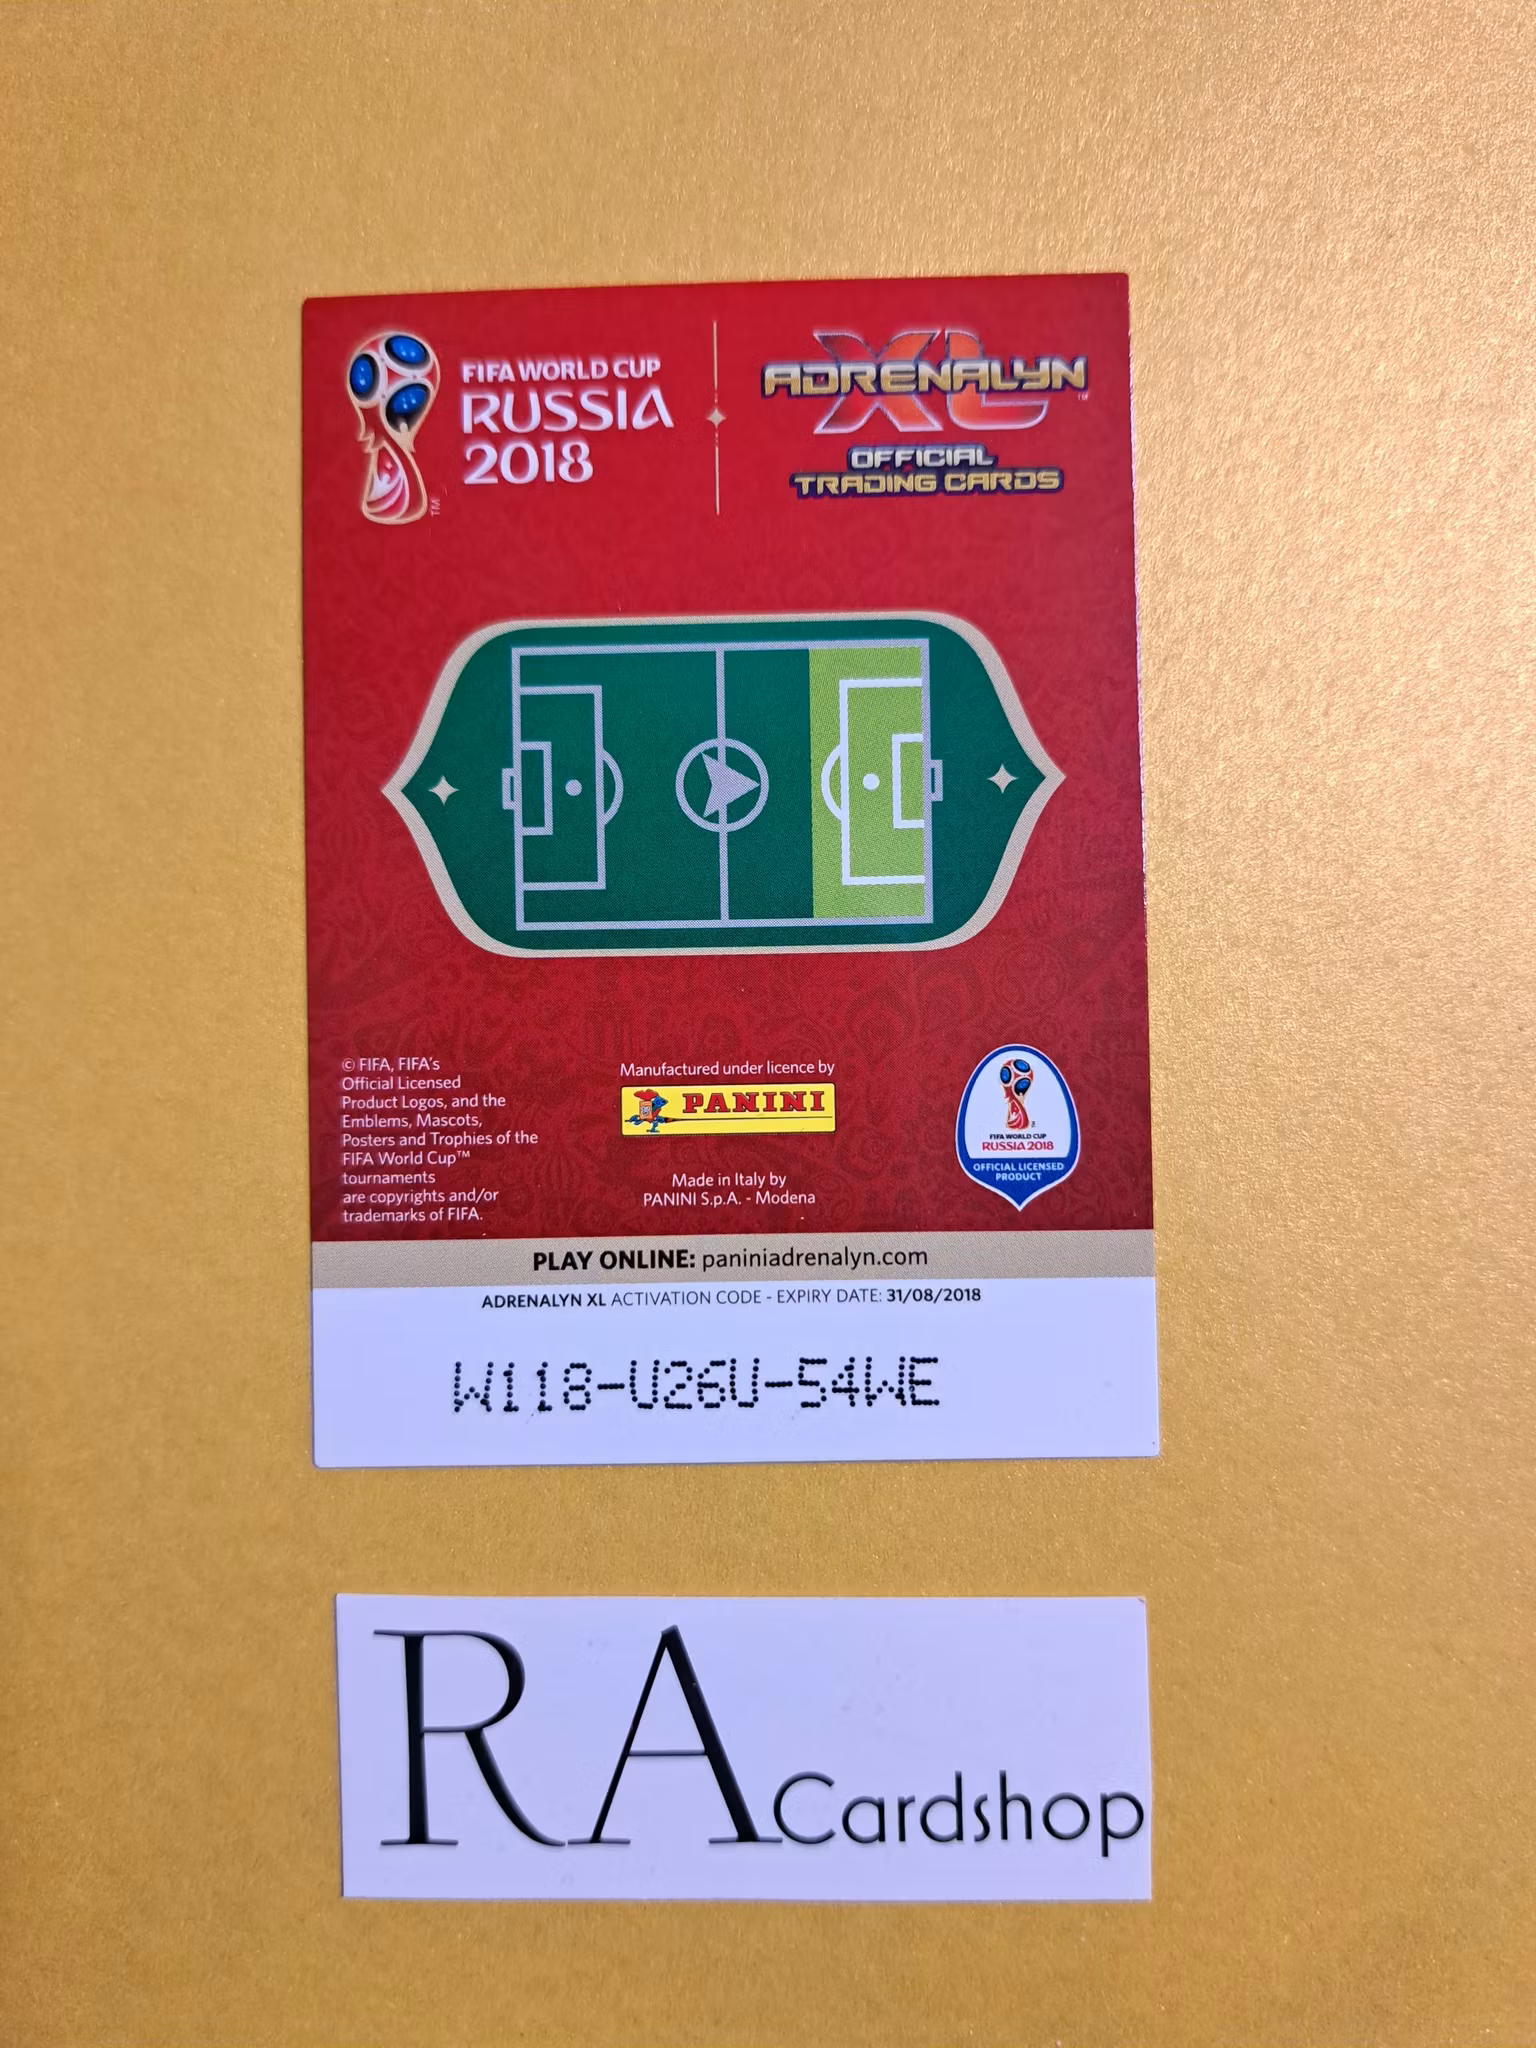 FIFA WORLD CUP
RUSSIA
2018
TM
ADRENALYN
XL
TM
OFFICIAL
TRADING CARDS
© FIFA, FIFA's
Official Licensed
Product Logos, and the
Emblems, Mascots,
Posters and Trophies of the
FIFA World Cup™
tournaments
are copyrights and/or
trademarks of FIFA.
Manufactured under licence by
PANINI
Made in Italy by
PANINI S.p.A. - Modena
FIFA WORLD CUP
RUSSIA 2018
OFFICIAL LICENSED
PRODUCT
PLAY ONLINE: paniniadrenalyn.com
ADRENALYN XL ACTIVATION CODE - EXPIRY DATE: 31/08/2018
W118-U26U-54WE
RA Cardshop